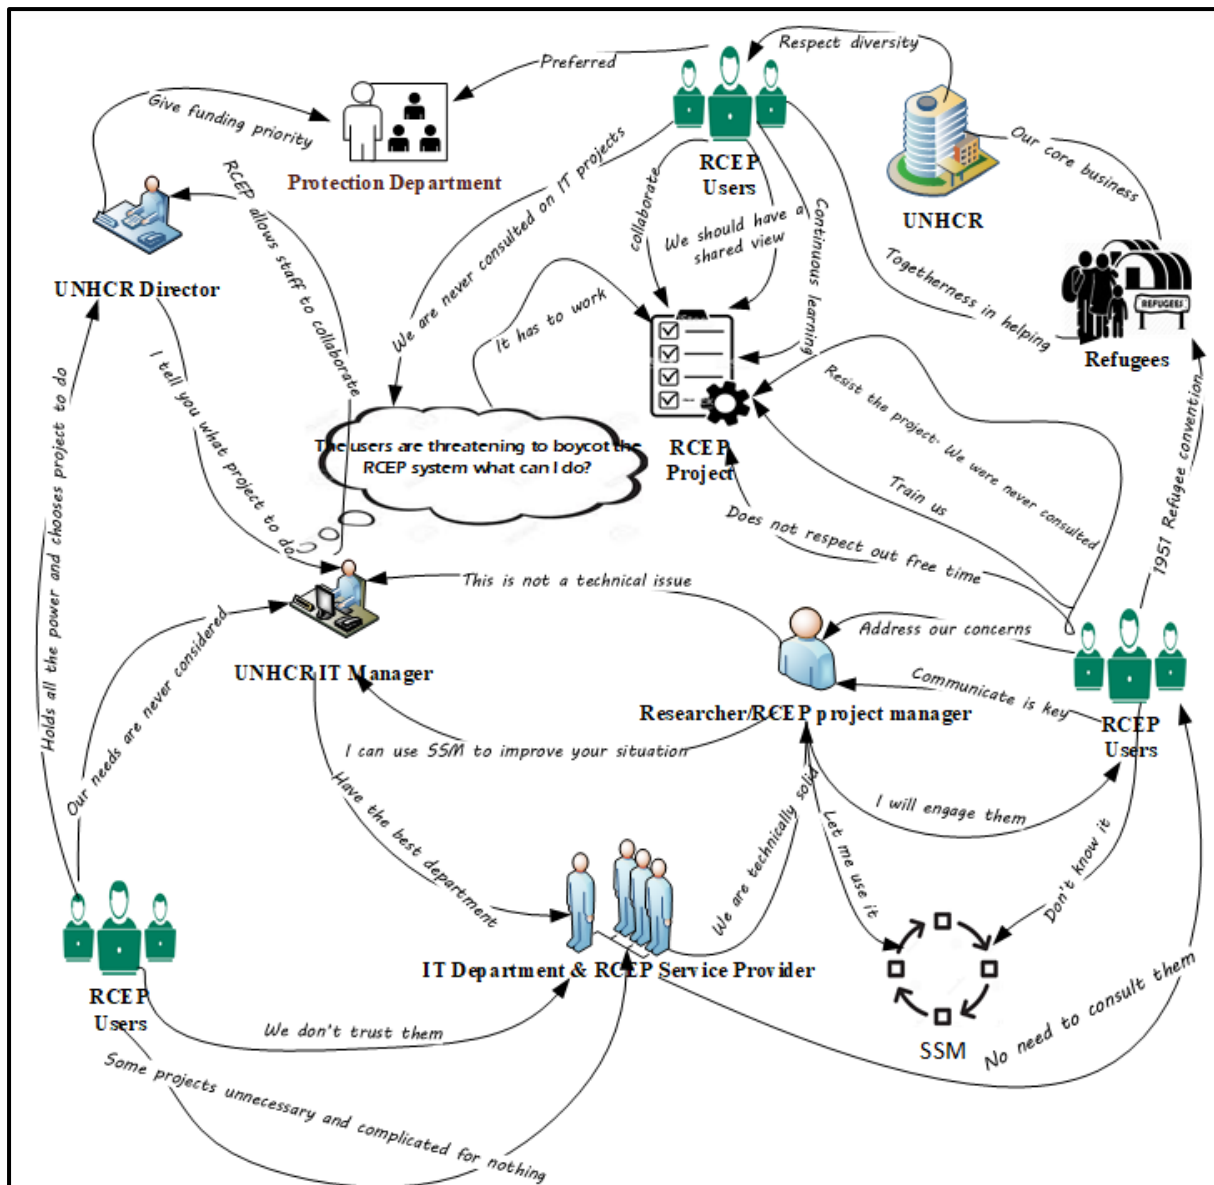 Respect diversity
Preferred
Give funding priority
Our core business
RCEP
Users
Protection Department
UNHCR
RCEP allows staff to collaborate
We are never consulted on IT projects
collaborate
We should have a
shared view
Continuous learning
Togetherness in helping
REFUGEES
Refugees
UNHCR Director
It has to work
I tell you what project to do
Holds all the power and chooses project to do
The users are threatening to boycot the
RCEP system what can I do?
RCEP
Project
Resist the project- We were never consulted
Train us
Does not respect out free time
1951 Refugee convention
This is not a technical issue
Our needs are never considered
UNHCR IT Manager
Address our concerns
Communicate is key
Researcher/RCEP project manager
RCEP
Users
I can use SSM to improve your situation
Have the best department
I will engage them
We are technically solid
Let me use it
Don't know it
IT Department & RCEP Service Provider
RCEP
Users
We don't trust them
No need to consult them
SSM
Some projects unnecessary and complicated for nothing